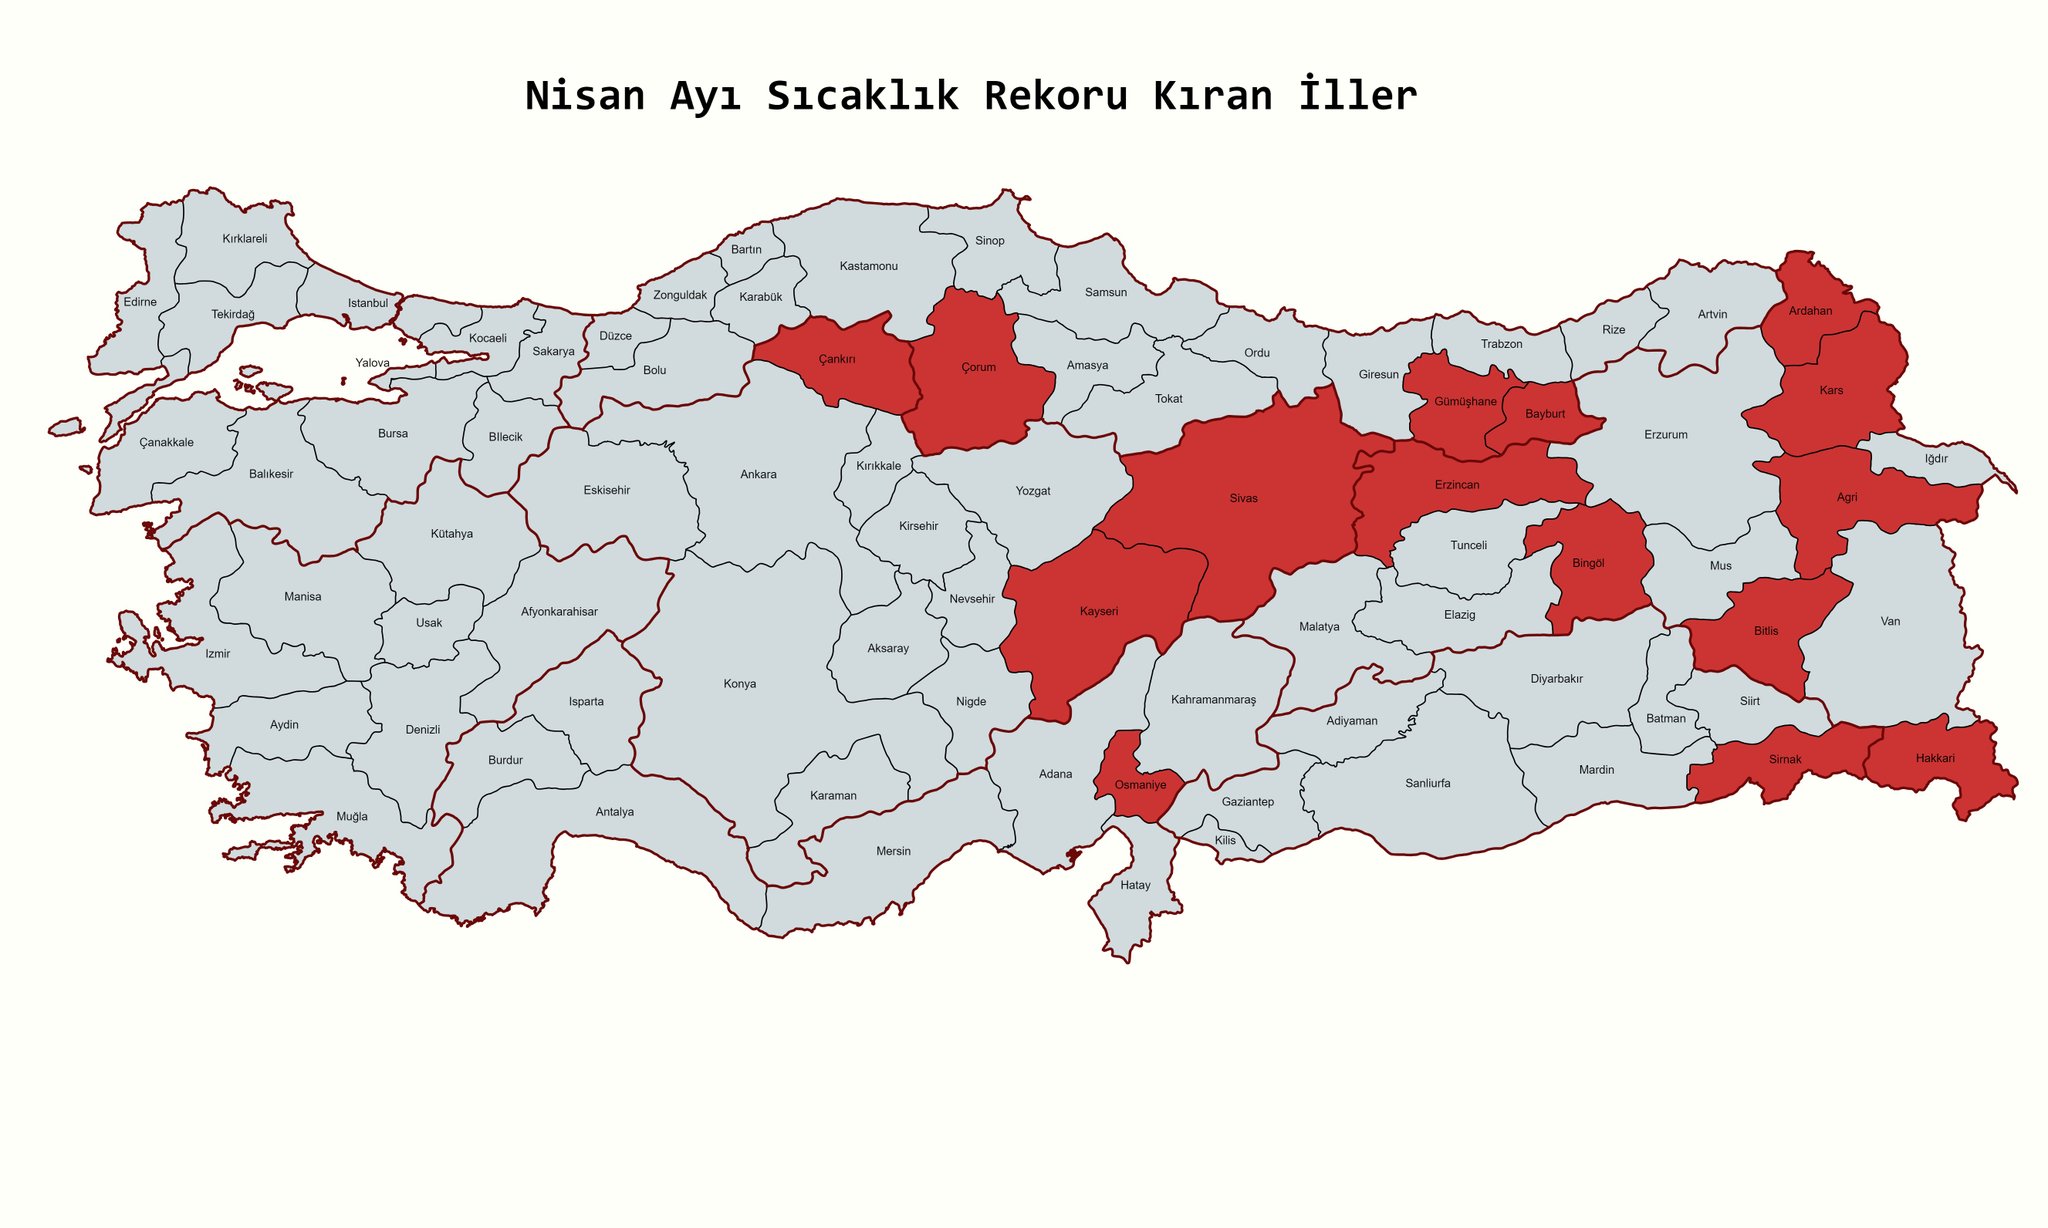 Nisan Ayı Sıcaklık Rekoru Kıran İller
Kırklareli
Edirne
Tekirdağ
Istanbul
Kocaeli
Yalova
Sakarya
Düzce
Bolu
Zonguldak
Bartın
Karabük
Kastamonu
Sinop
Samsun
Çankırı
Çorum
Amasya
Tokat
Ordu
Giresun
Gümüşhane
Trabzon
Bayburt
Rize
Artvin
Ardahan
Kars
Iğdır
Erzurum
Agri
Çanakkale
Balıkesir
Bursa
BIlecik
Eskisehir
Ankara
Kırıkkale
Kirsehir
Yozgat
Sivas
Erzincan
Tunceli
Bingöl
Mus
Kütahya
Manisa
Usak
Afyonkarahisar
Izmir
Aydin
Denizli
Isparta
Burdur
Muğla
Antalya
Konya
Karaman
Aksaray
Nevsehir
Nigde
Kayseri
Mersin
Adana
Osmaniye
Hatay
Kahramanmaraş
Gaziantep
Kilis
Malatya
Elazig
Adiyaman
Sanliurfa
Diyarbakır
Mardin
Batman
Siirt
Bitlis
Van
Sirnak
Hakkari